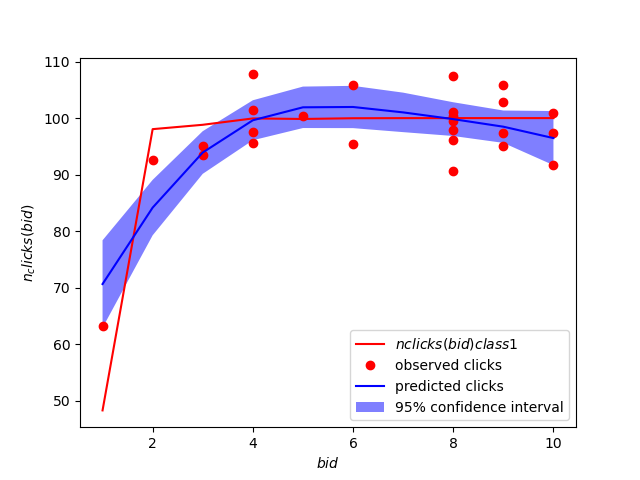 110
100
90
80
70
60
50
n_clicks(bid)
nclicks(bid)class1
observed clicks
predicted clicks
95% confidence interval
2
4
6
8
10
bid